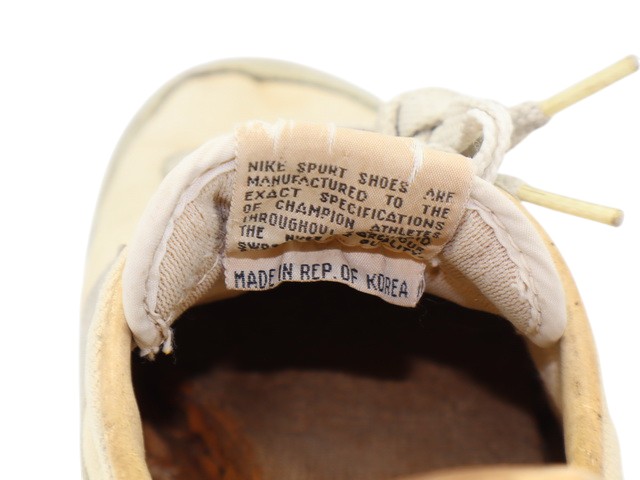 NIKE SPORT SHOES ARE
MANUFACTURED TO THE
EXACT SPECIFICATIONS
OF CHAMPION ATHLETES
THROUGHOUT
THE
MADE IN REP. OF KOREA